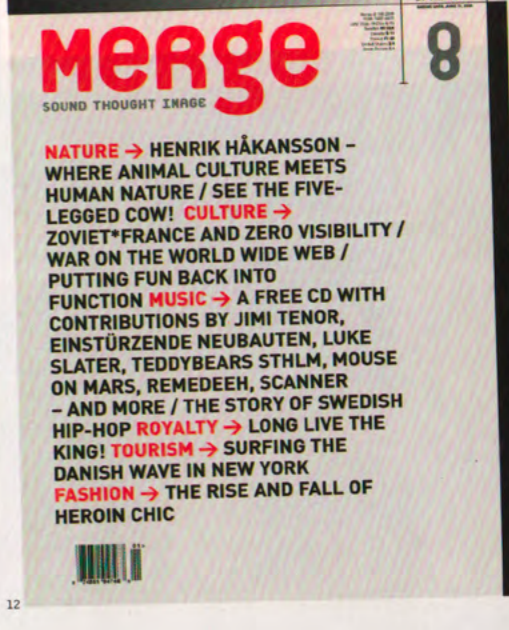 Merge
SOUND THOUGHT IMAGE
8
NATURE → HENRIK HÅKANSSON –
WHERE ANIMAL CULTURE MEETS
HUMAN NATURE / SEE THE FIVE-
LEGGED COW! CULTURE →
ZOVIET*FRANCE AND ZERO VISIBILITY /
WAR ON THE WORLD WIDE WEB /
PUTTING FUN BACK INTO
FUNCTION MUSIC → A FREE CD WITH
CONTRIBUTIONS BY JIMI TENOR,
EINSTÜRZENDE NEUBAUTEN, LUKE
SLATER, TEDDYBEARS STHLM, MOUSE
ON MARS, REMEDEEH, SCANNER
– AND MORE / THE STORY OF SWEDISH
HIP-HOP ROYALTY → LONG LIVE THE
KING! TOURISM → SURFING THE
DANISH WAVE IN NEW YORK
FASHION → THE RISE AND FALL OF
HEROIN CHIC
12